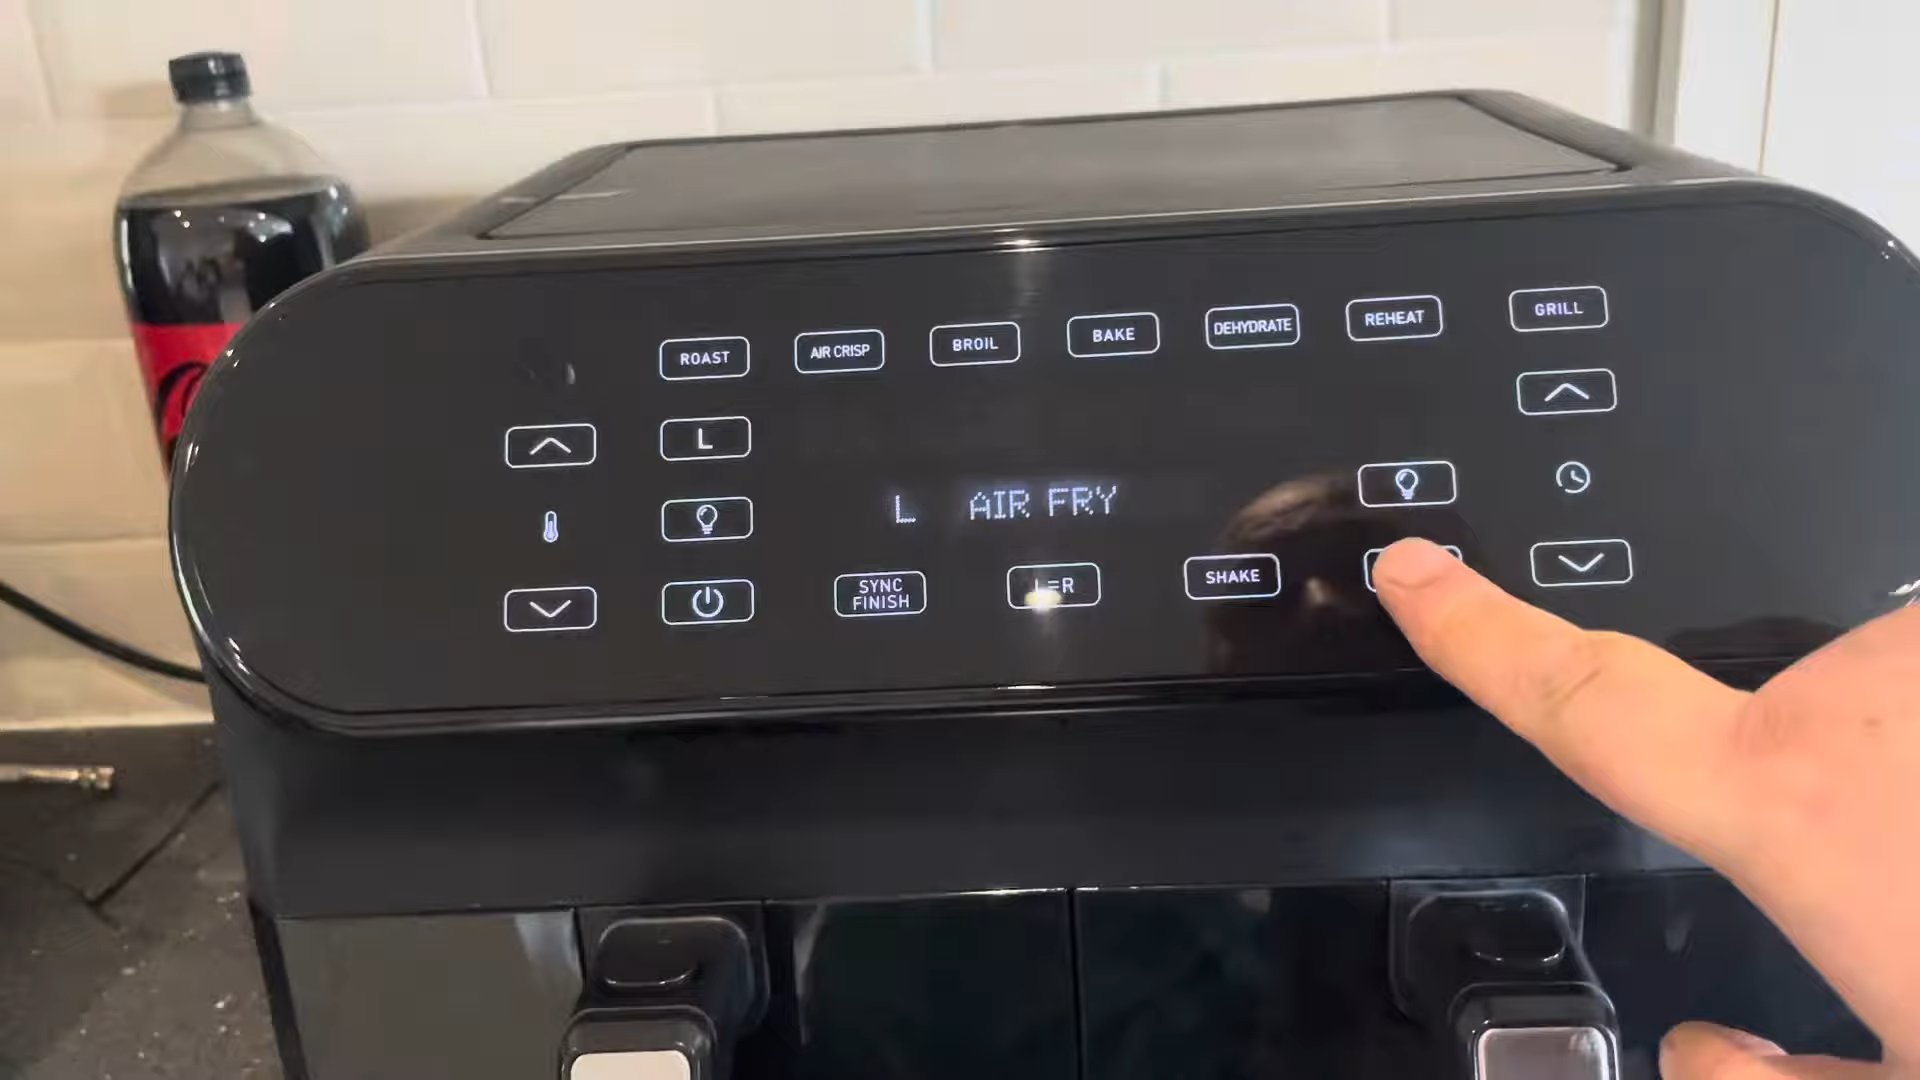 ROAST
AIR CRISP
BROIL
BAKE
DEHYDRATE
REHEAT
GRILL
L
L AIR FRY
SYNC
FINISH
L=R
SHAKE